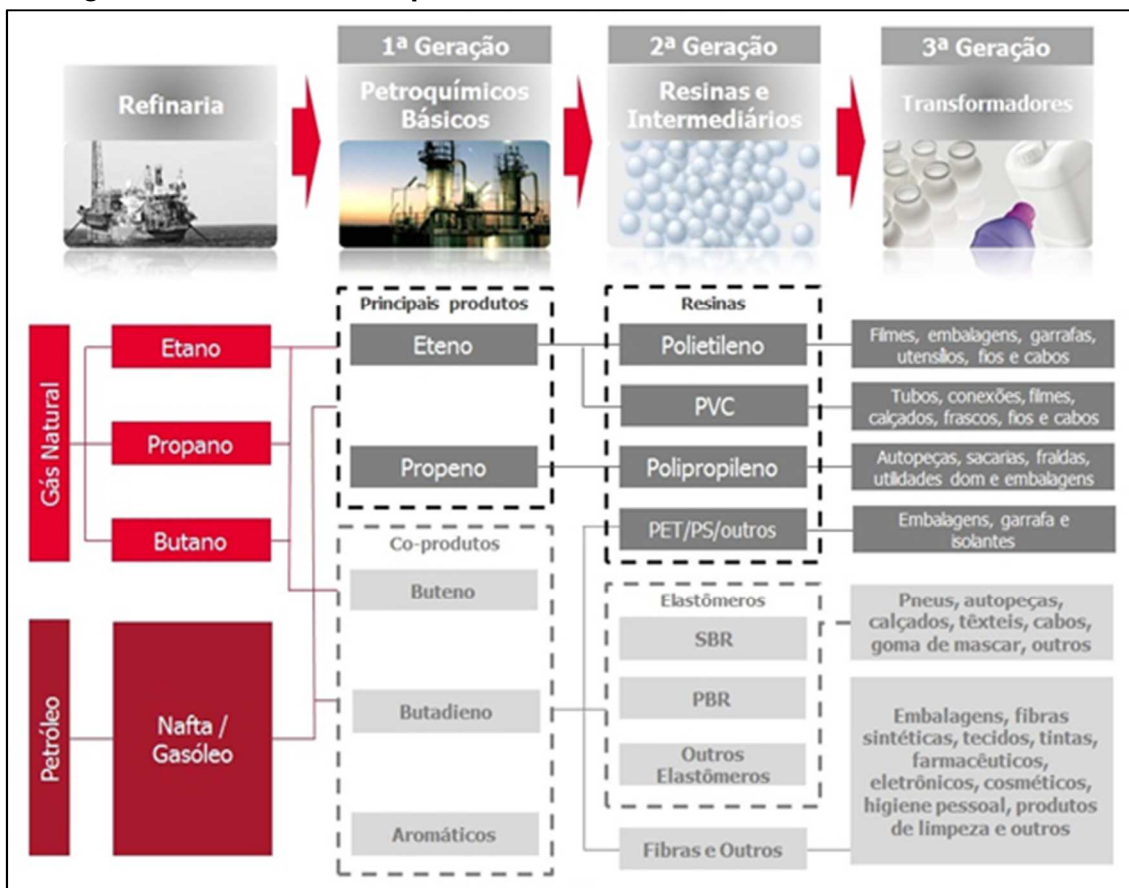 1ª Geração
2ª Geração
3ª Geração
Refinaria
Petroquímicos
Básicos
Resinas e
Intermediários
Transformadores
Principais produtos
Resinas
Gás Natural
Etano
Eteno
Polietileno
Filmes, embalagens, garrafas,
utensílios, fios e cabos
PVC
Tubos, conexões, filmes,
calçados, frascos, fios e cabos
Propano
Propeno
Polipropileno
Autopeças, sacarias, fraldas,
utilidades dom e embalagens
Butano
PET/PS/outros
Embalagens, garrafa e
isolantes
Co-produtos
Buteno
Elastômeros
SBR
Pneus, autopeças,
calçados, têxteis, cabos,
goma de mascar, outros
Petróleo
Nafta /
Gasóleo
Butadieno
PBR
Outros
Elastômeros
Embalagens, fibras
sintéticas, tecidos, tintas,
farmacêuticos,
eletrônicos, cosméticos,
higiene pessoal, produtos
de limpeza e outros
Aromáticos
Fibras e Outros